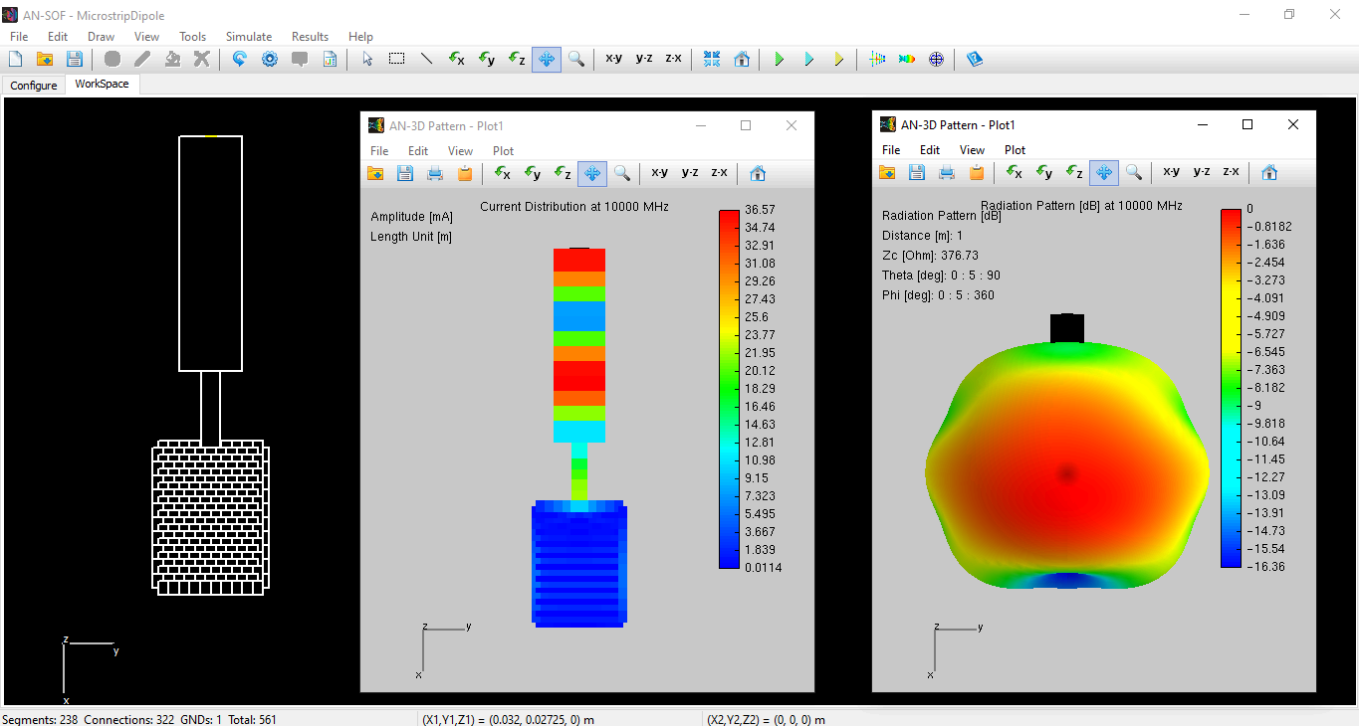 AN-SOF - MicrostripDipole
File Edit Draw View Tools Simulate Results Help
x y z x-y y-z z-x
Configure WorkSpace
z
y
x
AN-3D Pattern - Plot1
File Edit View Plot
x y z x-y y-z z-x
Current Distribution at 10000 MHz
Amplitude [mA]
Length Unit [m]
36.57
34.74
32.91
31.08
29.26
27.43
25.6
23.77
21.95
20.12
18.29
16.46
14.63
12.81
10.98
9.15
7.323
5.495
3.667
1.839
0.0114
z
y
x
AN-3D Pattern - Plot1
File Edit View Plot
x y z x-y y-z z-x
Radiation Pattern [dB] at 10000 MHz
Radiation Pattern [dB]
Distance [m]: 1
Zc [Ohm]: 376.73
Theta [deg]: 0 : 5 : 90
Phi [deg]: 0 : 5 : 360
0
-0.8182
-1.636
-2.454
-3.273
-4.091
-4.909
-5.727
-6.545
-7.363
-8.182
-9
-9.818
-10.64
-11.45
-12.27
-13.09
-13.91
-14.73
-15.54
-16.36
z
y
x
Segments: 238 Connections: 322 GNDs: 1 Total: 561
(X1,Y1,Z1) = (0.032, 0.02725, 0) m
(X2,Y2,Z2) = (0, 0, 0) m